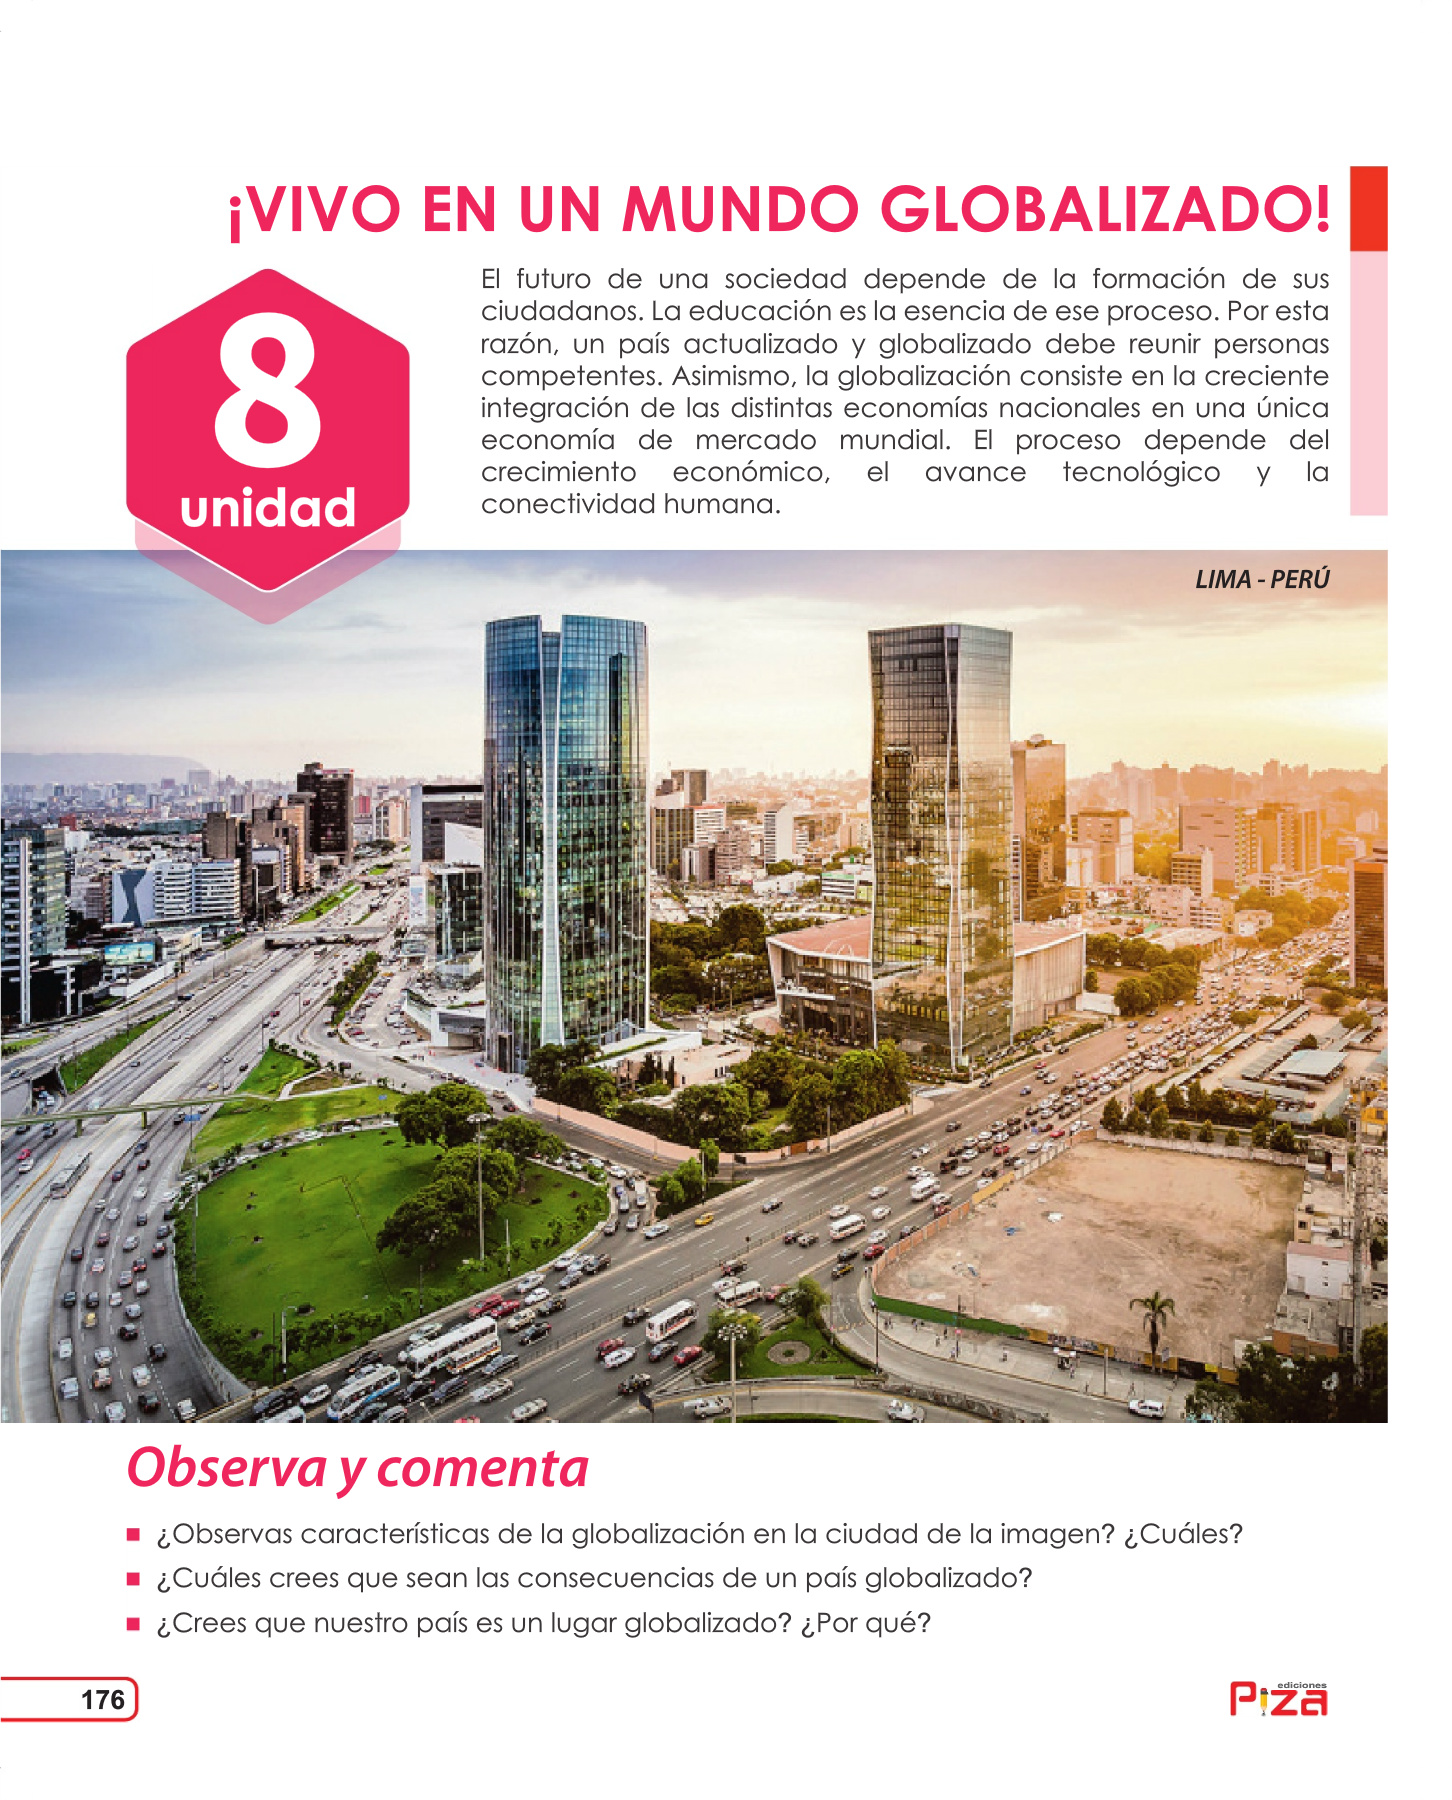 ¡VIVO EN UN MUNDO GLOBALIZADO!
8
unidad
El futuro de una sociedad depende de la formación de sus
ciudadanos. La educación es la esencia de ese proceso. Por esta
razón, un país actualizado y globalizado debe reunir personas
competentes. Asimismo, la globalización consiste en la creciente
integración de las distintas economías nacionales en una única
economía de mercado mundial. El proceso depende del
crecimiento económico, el avance tecnológico y la
conectividad humana.
LIMA - PERÚ
Observa y comenta
¿Observas características de la globalización en la ciudad de la imagen? ¿Cuáles?
¿Cuáles crees que sean las consecuencias de un país globalizado?
¿Crees que nuestro país es un lugar globalizado? ¿Por qué?
176
ediciones
Piza